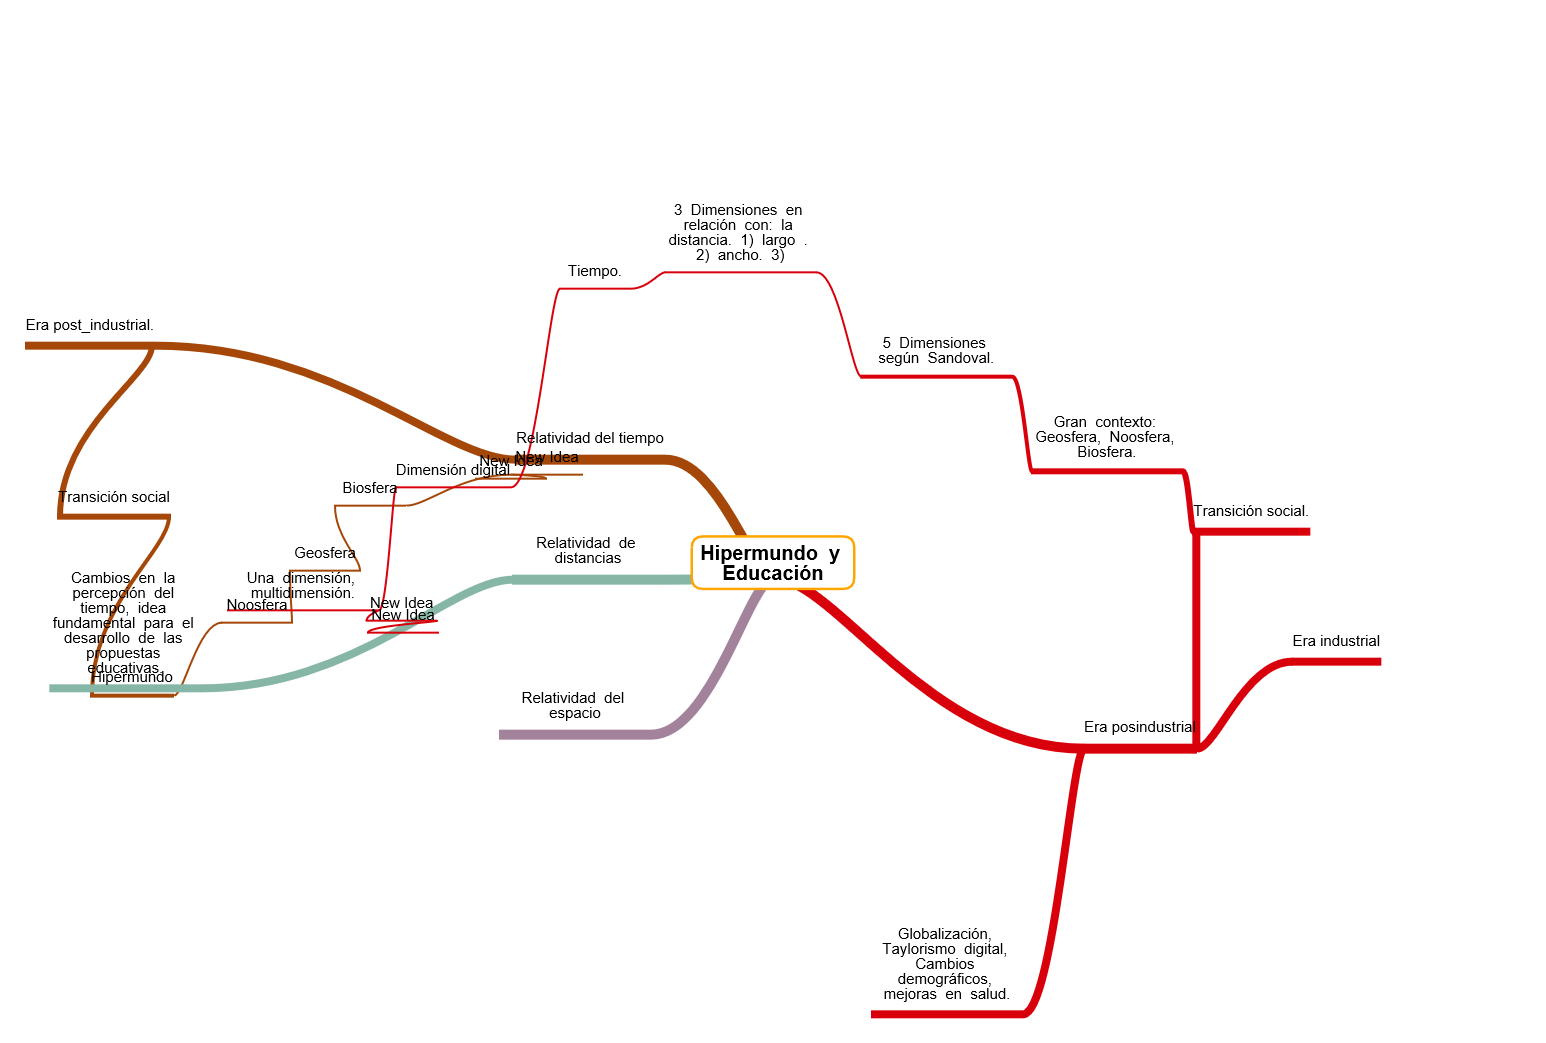 3 Dimensiones en
relación con: la
distancia. 1) largo .
2) ancho. 3)
Tiempo.
Era post_industrial.
5 Dimensiones
según Sandoval.
Gran contexto:
Geosfera, Noosfera,
Biosfera.
Relatividad del tiempo
New Idea
New Idea
Dimensión digital
Biosfera
Transición social
Transición social.
Relatividad de
distancias
Hipermundo y
Educación
Geosfera
Una dimensión,
multidimensión.
Noosfera
New Idea
New Idea
Cambios en la
percepción del
tiempo, idea
fundamental para el
desarrollo de las
propuestas
educativas.
Hipermundo
Era industrial
Relatividad del
espacio
Era posindustrial
Globalización,
Taylorismo digital,
Cambios
demográficos,
mejoras en salud.